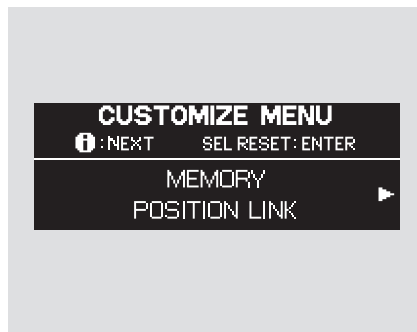 CUSTOMIZE MENU
i : NEXT SEL RESET : ENTER
MEMORY
POSITION LINK